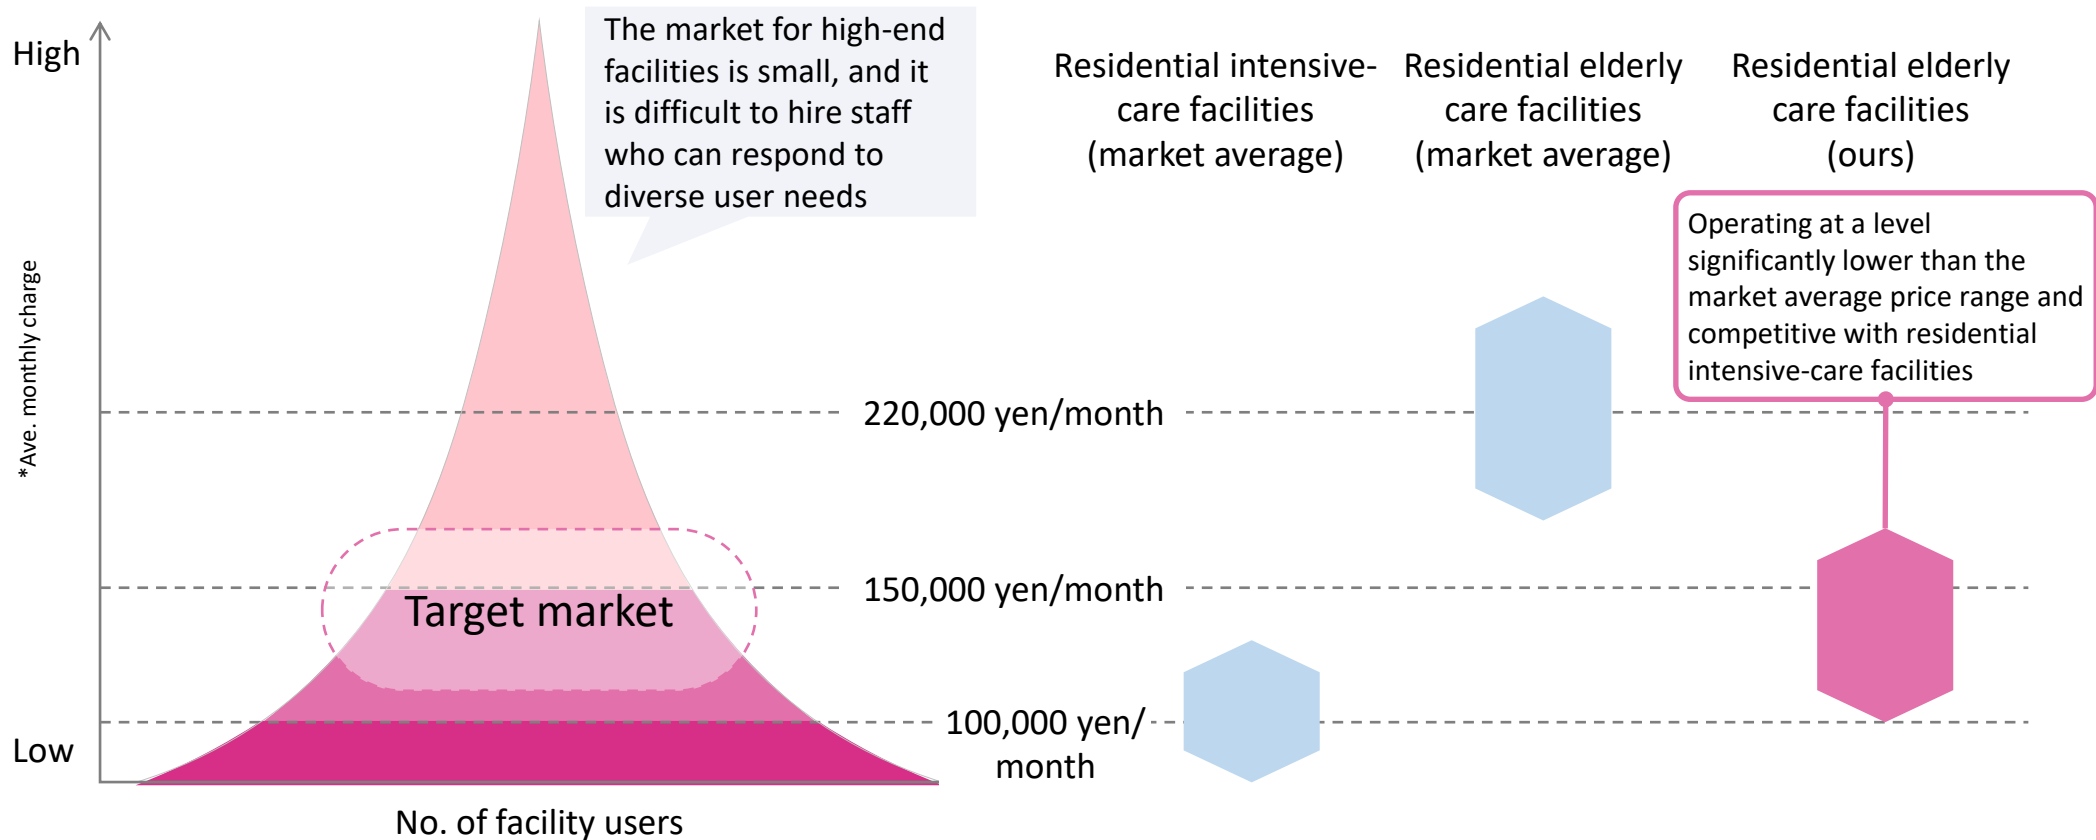 High
*Ave. monthly charge
Low
No. of facility users
The market for high-end
facilities is small, and it
is difficult to hire staff
who can respond to
diverse user needs
Target market
220,000 yen/month
150,000 yen/month
100,000 yen/
month
Residential intensive-
care facilities
(market average)
Residential elderly
care facilities
(market average)
Residential elderly
care facilities
(ours)
Operating at a level
significantly lower than the
market average price range and
competitive with residential
intensive-care facilities